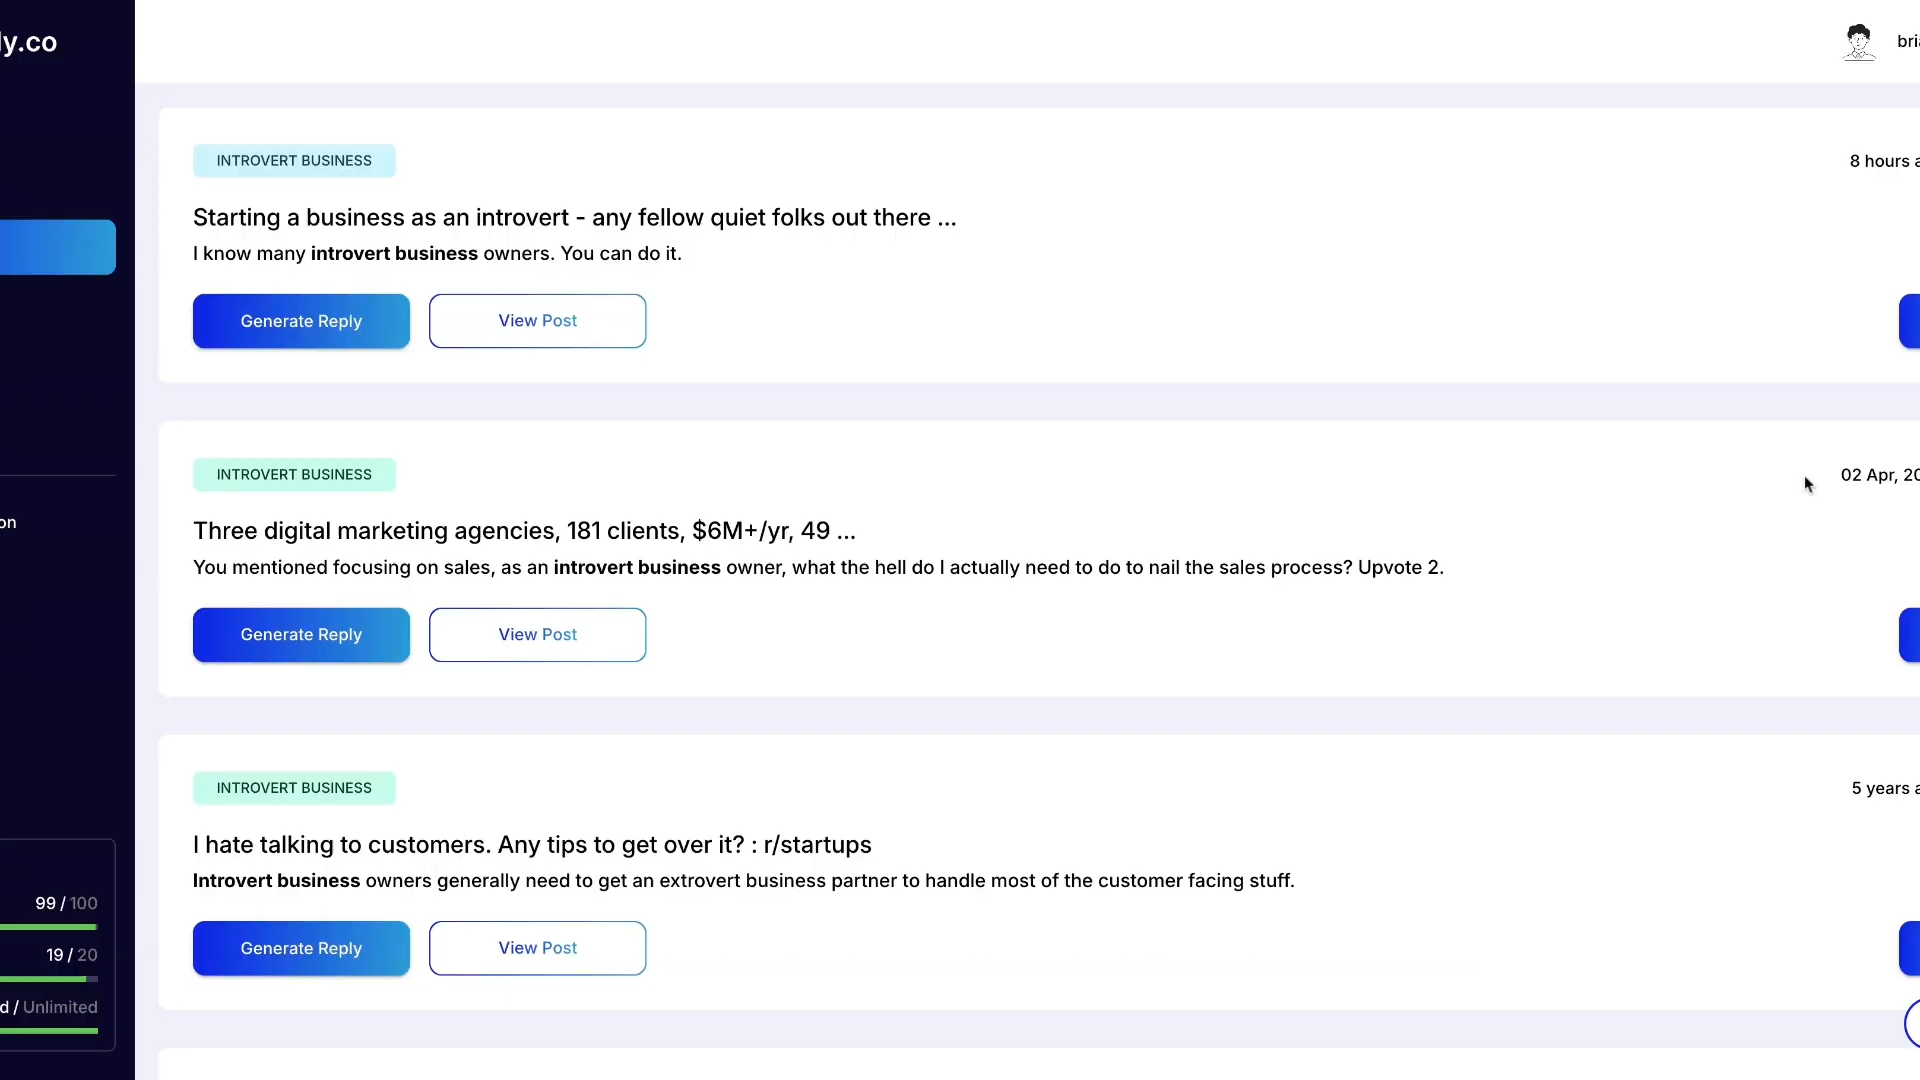 ly.co
bri
INTROVERT BUSINESS
8 hours a
Starting a business as an introvert - any fellow quiet folks out there ...
I know many introvert business owners. You can do it.
Generate Reply
View Post
INTROVERT BUSINESS
02 Apr, 20
Three digital marketing agencies, 181 clients, $6M+/yr, 49 ...
You mentioned focusing on sales, as an introvert business owner, what the hell do I actually need to do to nail the sales process? Upvote 2.
on
Generate Reply
View Post
INTROVERT BUSINESS
5 years a
I hate talking to customers. Any tips to get over it? : r/startups
Introvert business owners generally need to get an extrovert business partner to handle most of the customer facing stuff.
Generate Reply
View Post
99 / 100
19 / 20
d / Unlimited